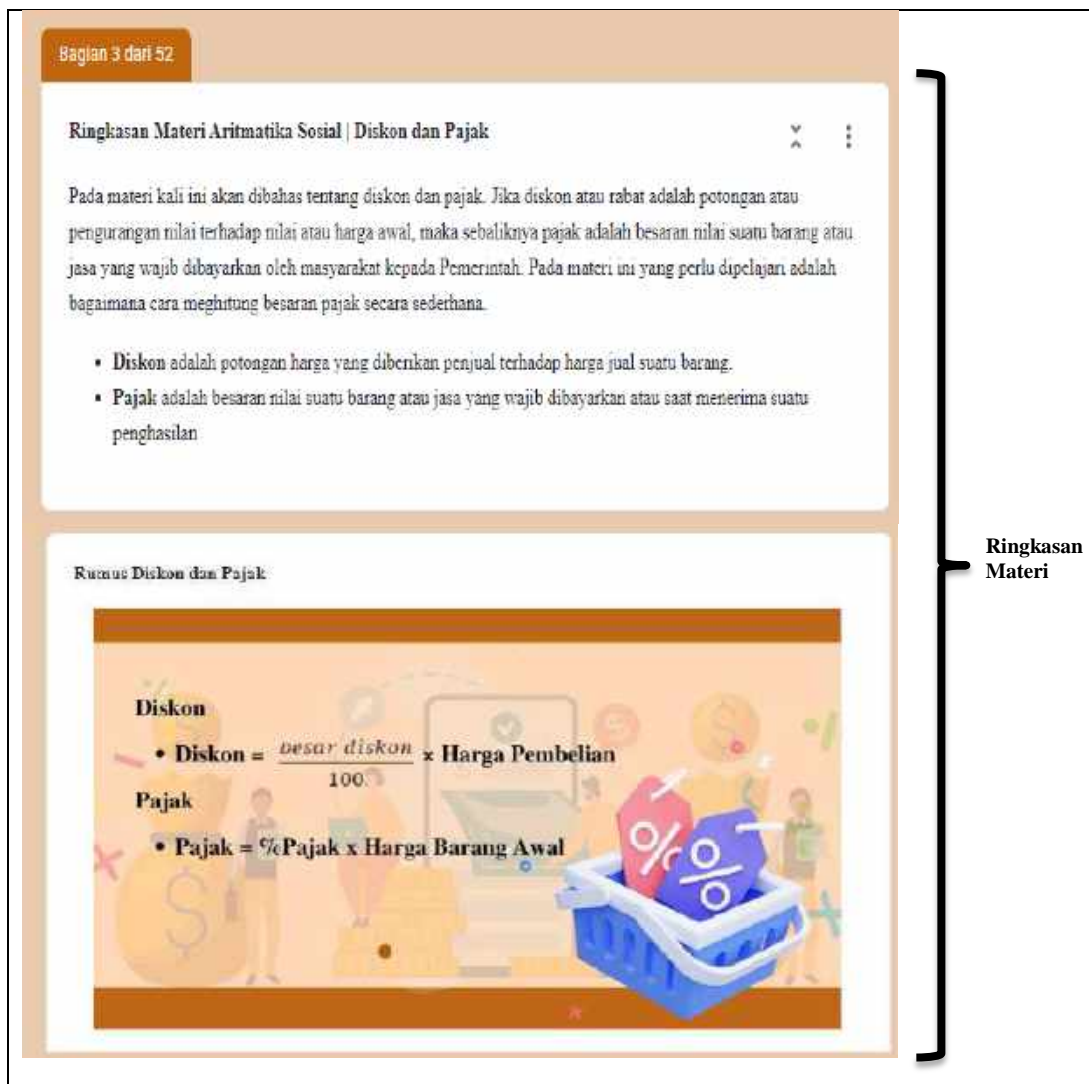 Bagian 3 dari 52
Ringkasan Materi Aritmatika Sosial | Diskon dan Pajak
Pada materi kali ini akan dibahas tentang diskon dan pajak. Jika diskon atau rabat adalah potongan atau
pengurangan nilai terhadap nilai atau harga awal, maka sebaliknya pajak adalah besaran nilai suatu barang atau
jasa yang wajib dibayarkan oleh masyarakat kepada Pemerintah. Pada materi ini yang perlu dipelajari adalah
bagaimana cara meghitung besaran pajak secara sederhana.
• Diskon adalah potongan harga yang diberikan penjual terhadap harga jual suatu barang.
• Pajak adalah besaran nilai suatu barang atau jasa yang wajib dibayarkan atau saat menerima suatu
penghasilan
Ringkasan
Materi
Rumus Diskon dan Pajak
Diskon
• Diskon = besar diskon / 100 × Harga Pembelian
Pajak
• Pajak = %Pajak x Harga Barang Awal